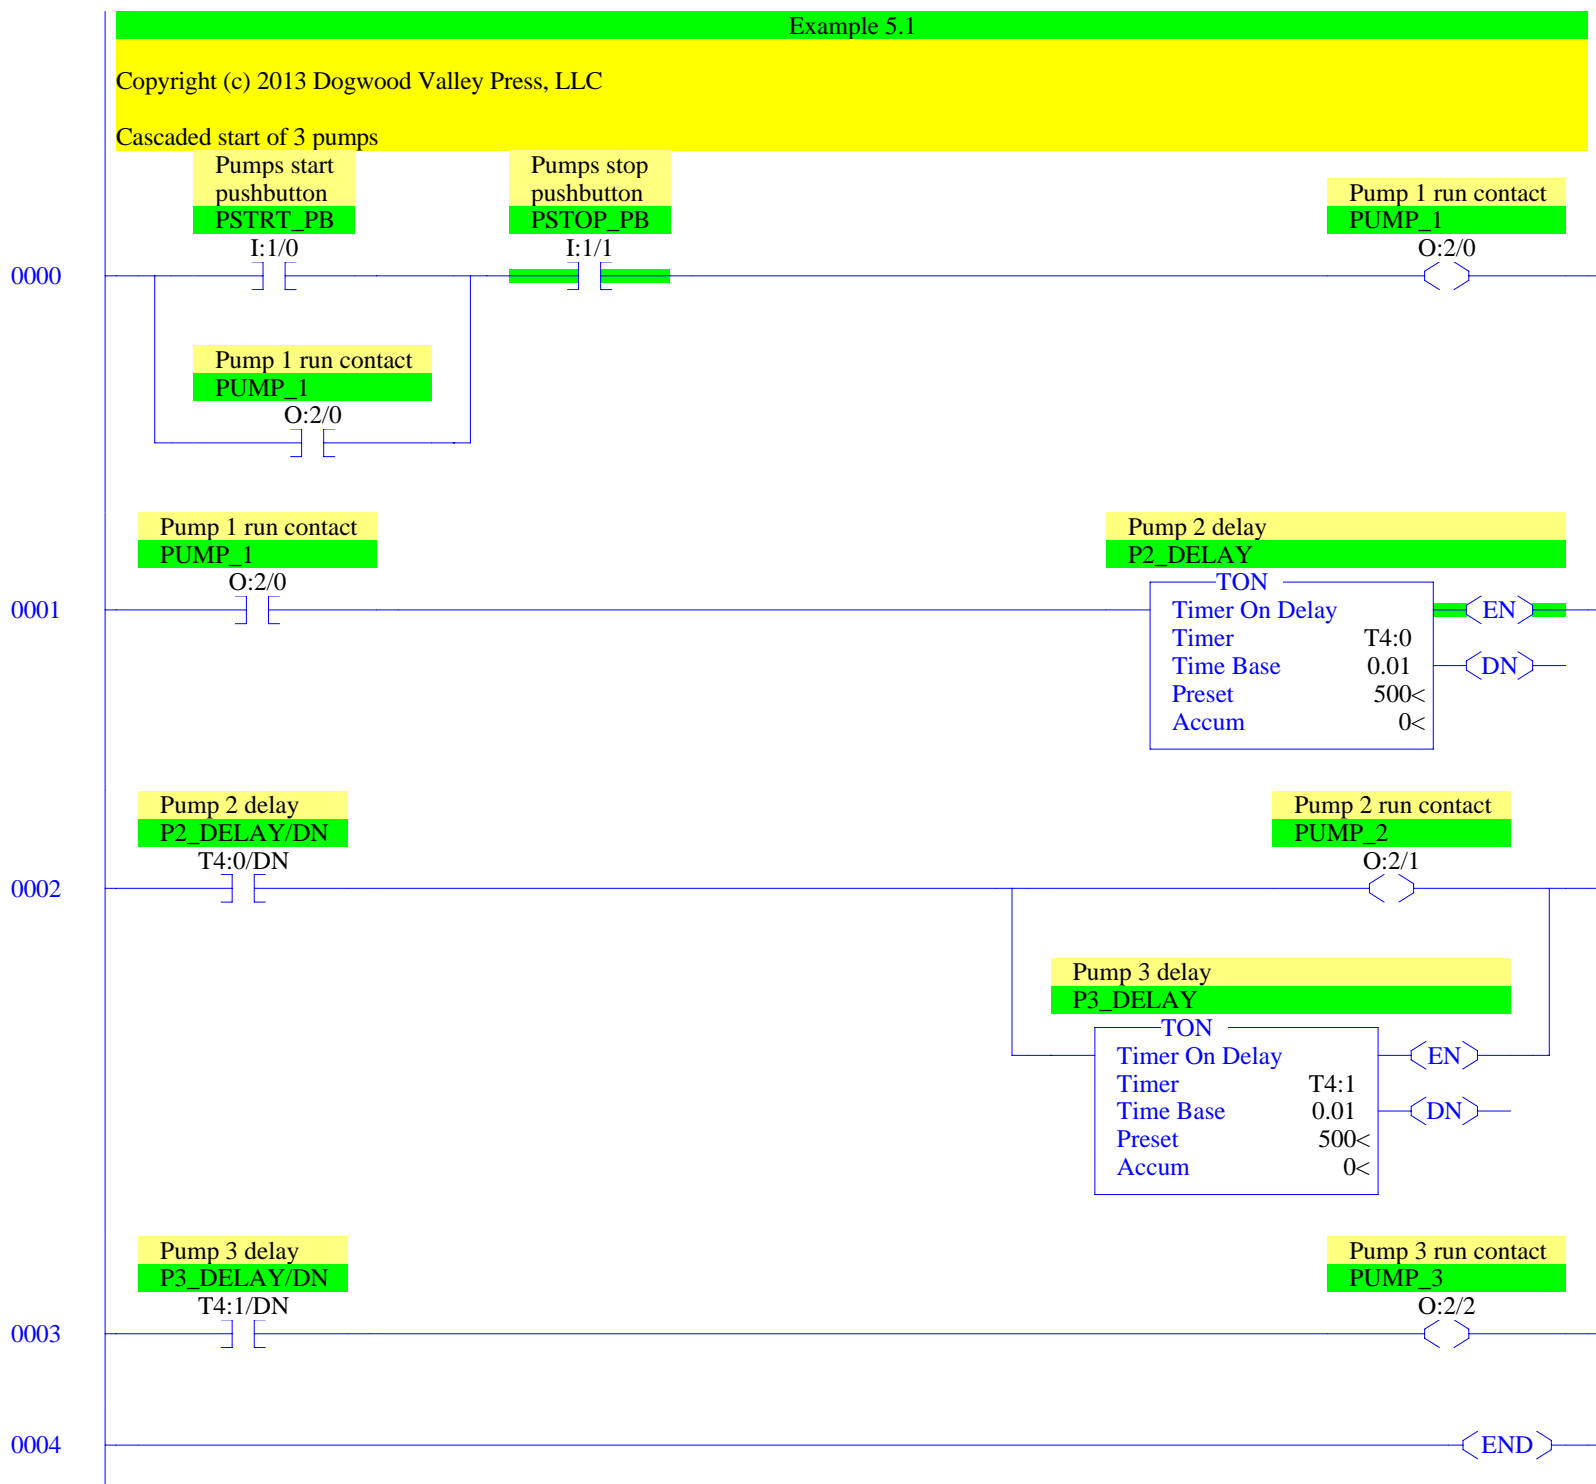 Example 5.1
Copyright (c) 2013 Dogwood Valley Press, LLC
Cascaded start of 3 pumps
Pumps start
pushbutton
PSTRT_PB
I:1/0
Pumps stop
pushbutton
PSTOP_PB
I:1/1
Pump 1 run contact
PUMP_1
O:2/0
0000
Pump 1 run contact
PUMP_1
O:2/0
Pump 1 run contact
PUMP_1
O:2/0
0001
Pump 2 delay
P2_DELAY
TON
Timer On Delay
Timer T4:0
Time Base 0.01
Preset 500<
Accum 0<
EN
DN
Pump 2 delay
P2_DELAY/DN
T4:0/DN
0002
Pump 2 run contact
PUMP_2
O:2/1
Pump 3 delay
P3_DELAY
TON
Timer On Delay
Timer T4:1
Time Base 0.01
Preset 500<
Accum 0<
EN
DN
Pump 3 delay
P3_DELAY/DN
T4:1/DN
0003
Pump 3 run contact
PUMP_3
O:2/2
0004
END